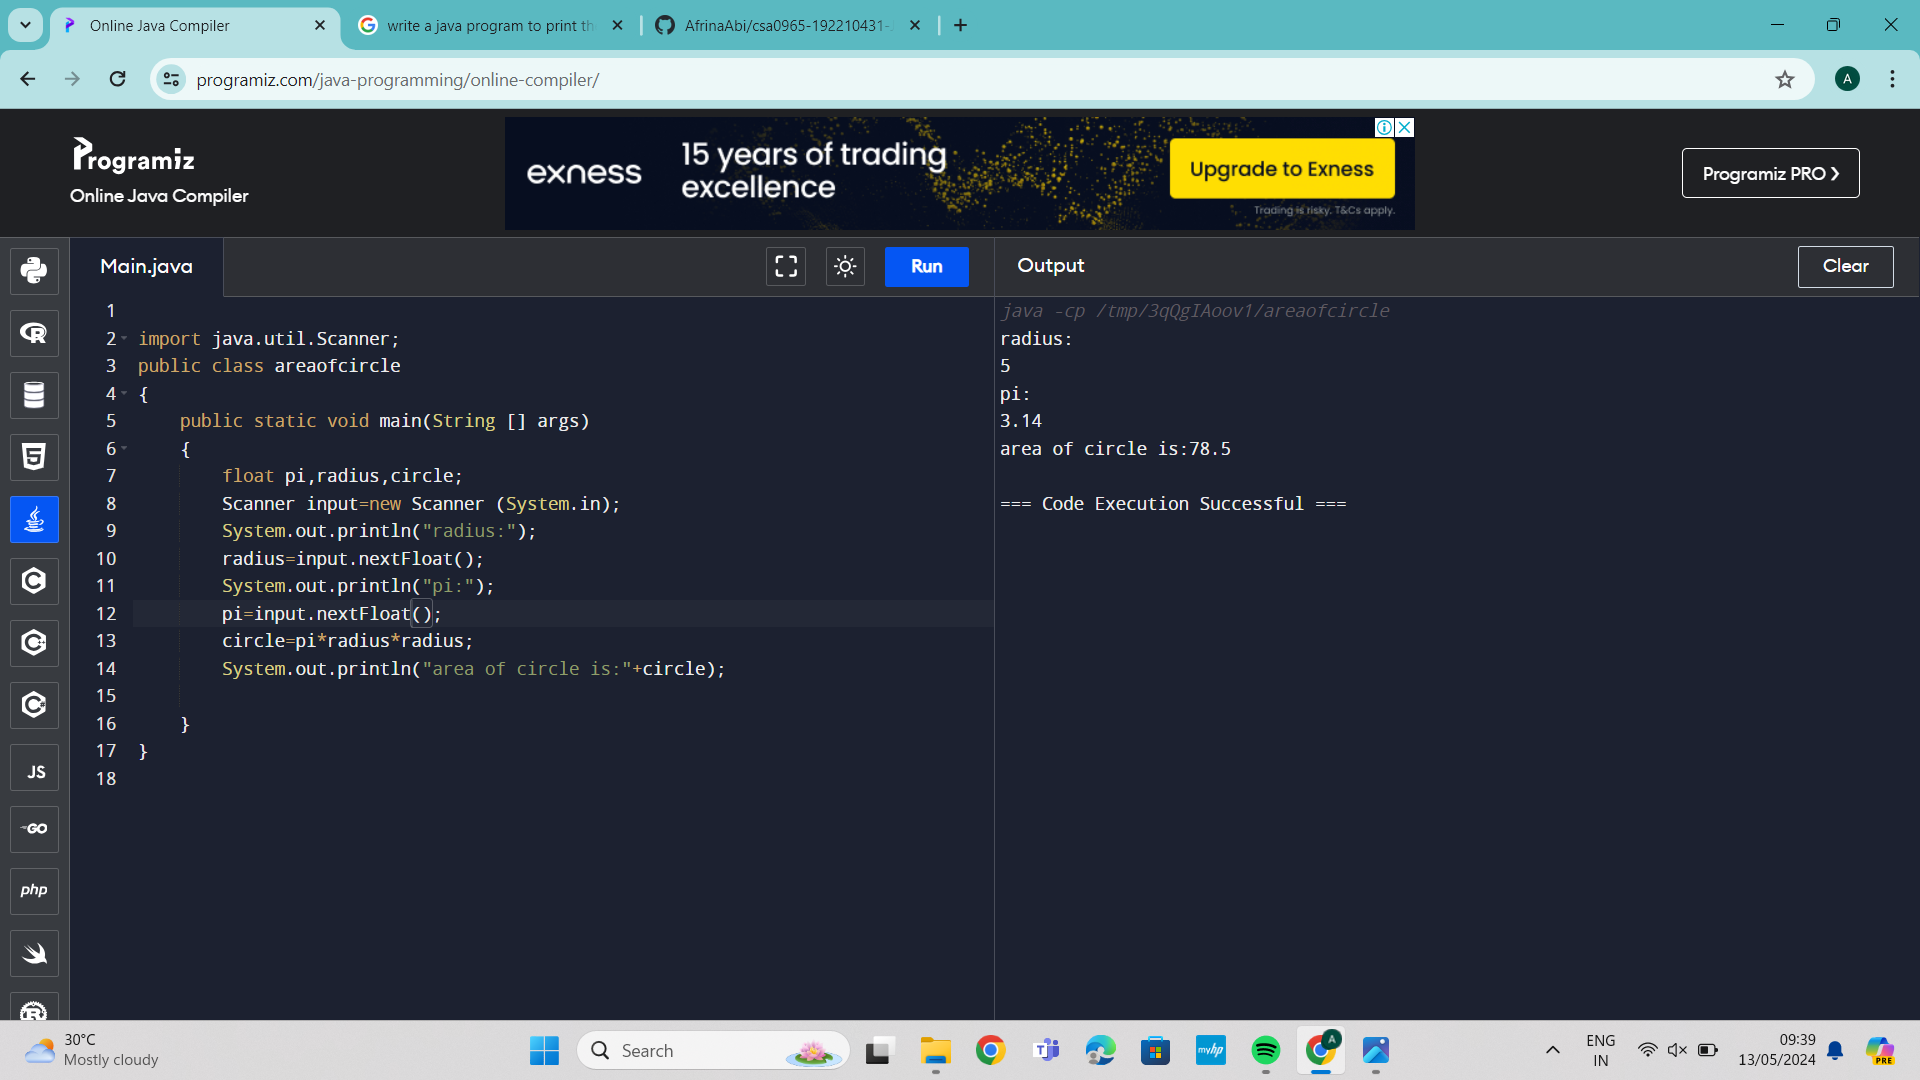 Online Java Compiler
write a java program to print th
AfrinaAbi/csa0965-192210431-
programiz.com/java-programming/online-compiler/
A
Programiz
Online Java Compiler
exness
15 years of trading
excellence
Upgrade to Exness
Trading is risky. T&Cs apply.
Programiz PRO ❯
Main.java
Run
Output
Clear
1
2 import java.util.Scanner;
3 public class areaofcircle
4 {
5 public static void main(String [] args)
6 {
7 float pi,radius,circle;
8 Scanner input=new Scanner (System.in);
9 System.out.println("radius:");
10 radius=input.nextFloat();
11 System.out.println("pi:");
12 pi=input.nextFloat();
13 circle=pi*radius*radius;
14 System.out.println("area of circle is:"+circle);
15
16 }
17 }
18
java -cp /tmp/3qQgIAoov1/areaofcircle
radius:
5
pi:
3.14
area of circle is:78.5
=== Code Execution Successful ===
JS
GO
php
30°C
Mostly cloudy
Search
myhp
A
ENG
IN
09:39
13/05/2024
PRE